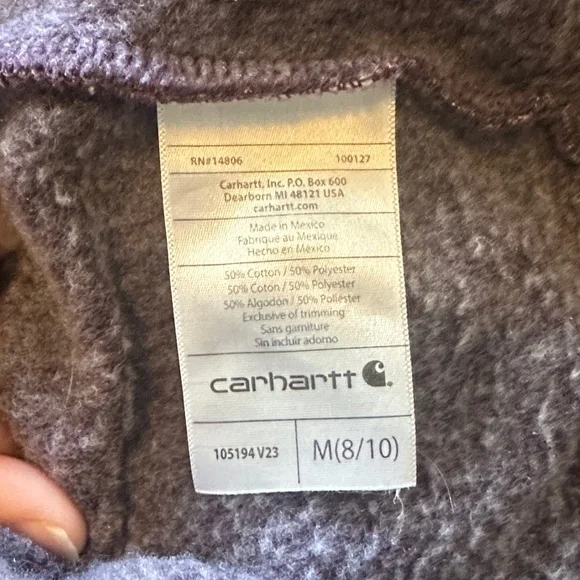 RN#14806 100127
Carhartt, Inc. P.O. Box 600
Dearborn MI 48121 USA
carhartt.com
Made in Mexico
Fabriqué au Mexique
Hecho en México
50% Cotton / 50% Polyester
50% Coton / 50% Polyester
50% Algodón / 50% Poliéster
Exclusive of trimming
Sans garniture
Sin incluir adorno
carhartt
105194 V23 M(8/10)